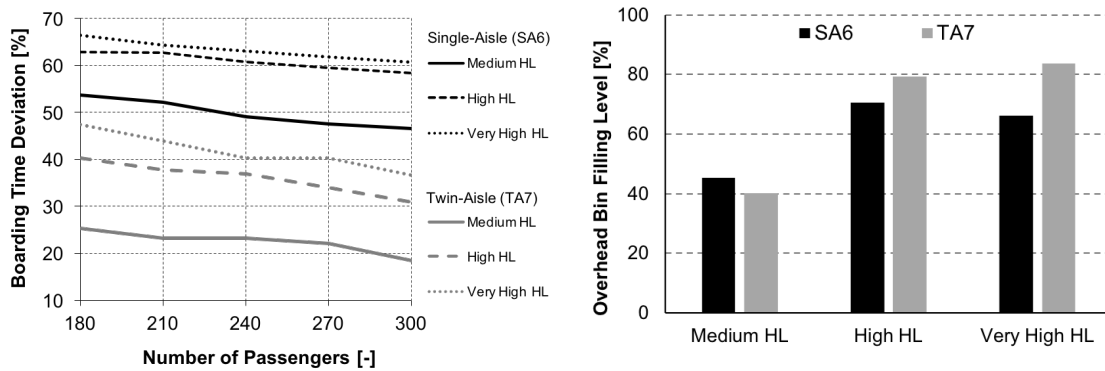 Boarding Time Deviation [%]
70
60
50
40
30
20
10
180
210
240
270
300
Number of Passengers [-]
Single-Aisle (SA6)
Medium HL
High HL
Very High HL
Twin-Aisle (TA7)
Medium HL
High HL
Very High HL
Overhead Bin Filling Level [%]
100
80
60
40
20
0
SA6
TA7
Medium HL
High HL
Very High HL